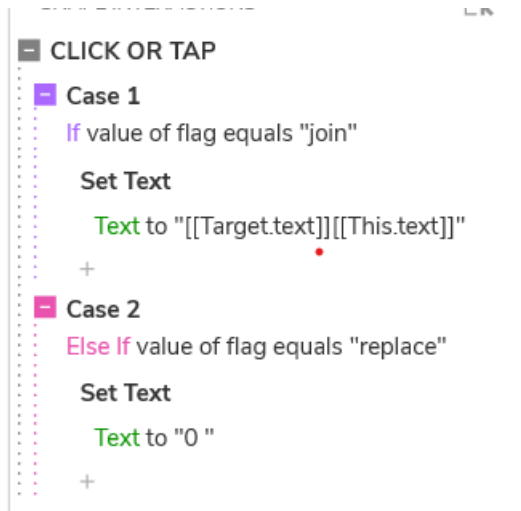 CLICK OR TAP
Case 1
If value of flag equals "join"
Set Text
Text to "[[Target.text]][[This.text]]"
Case 2
Else If value of flag equals "replace"
Set Text
Text to "0 "